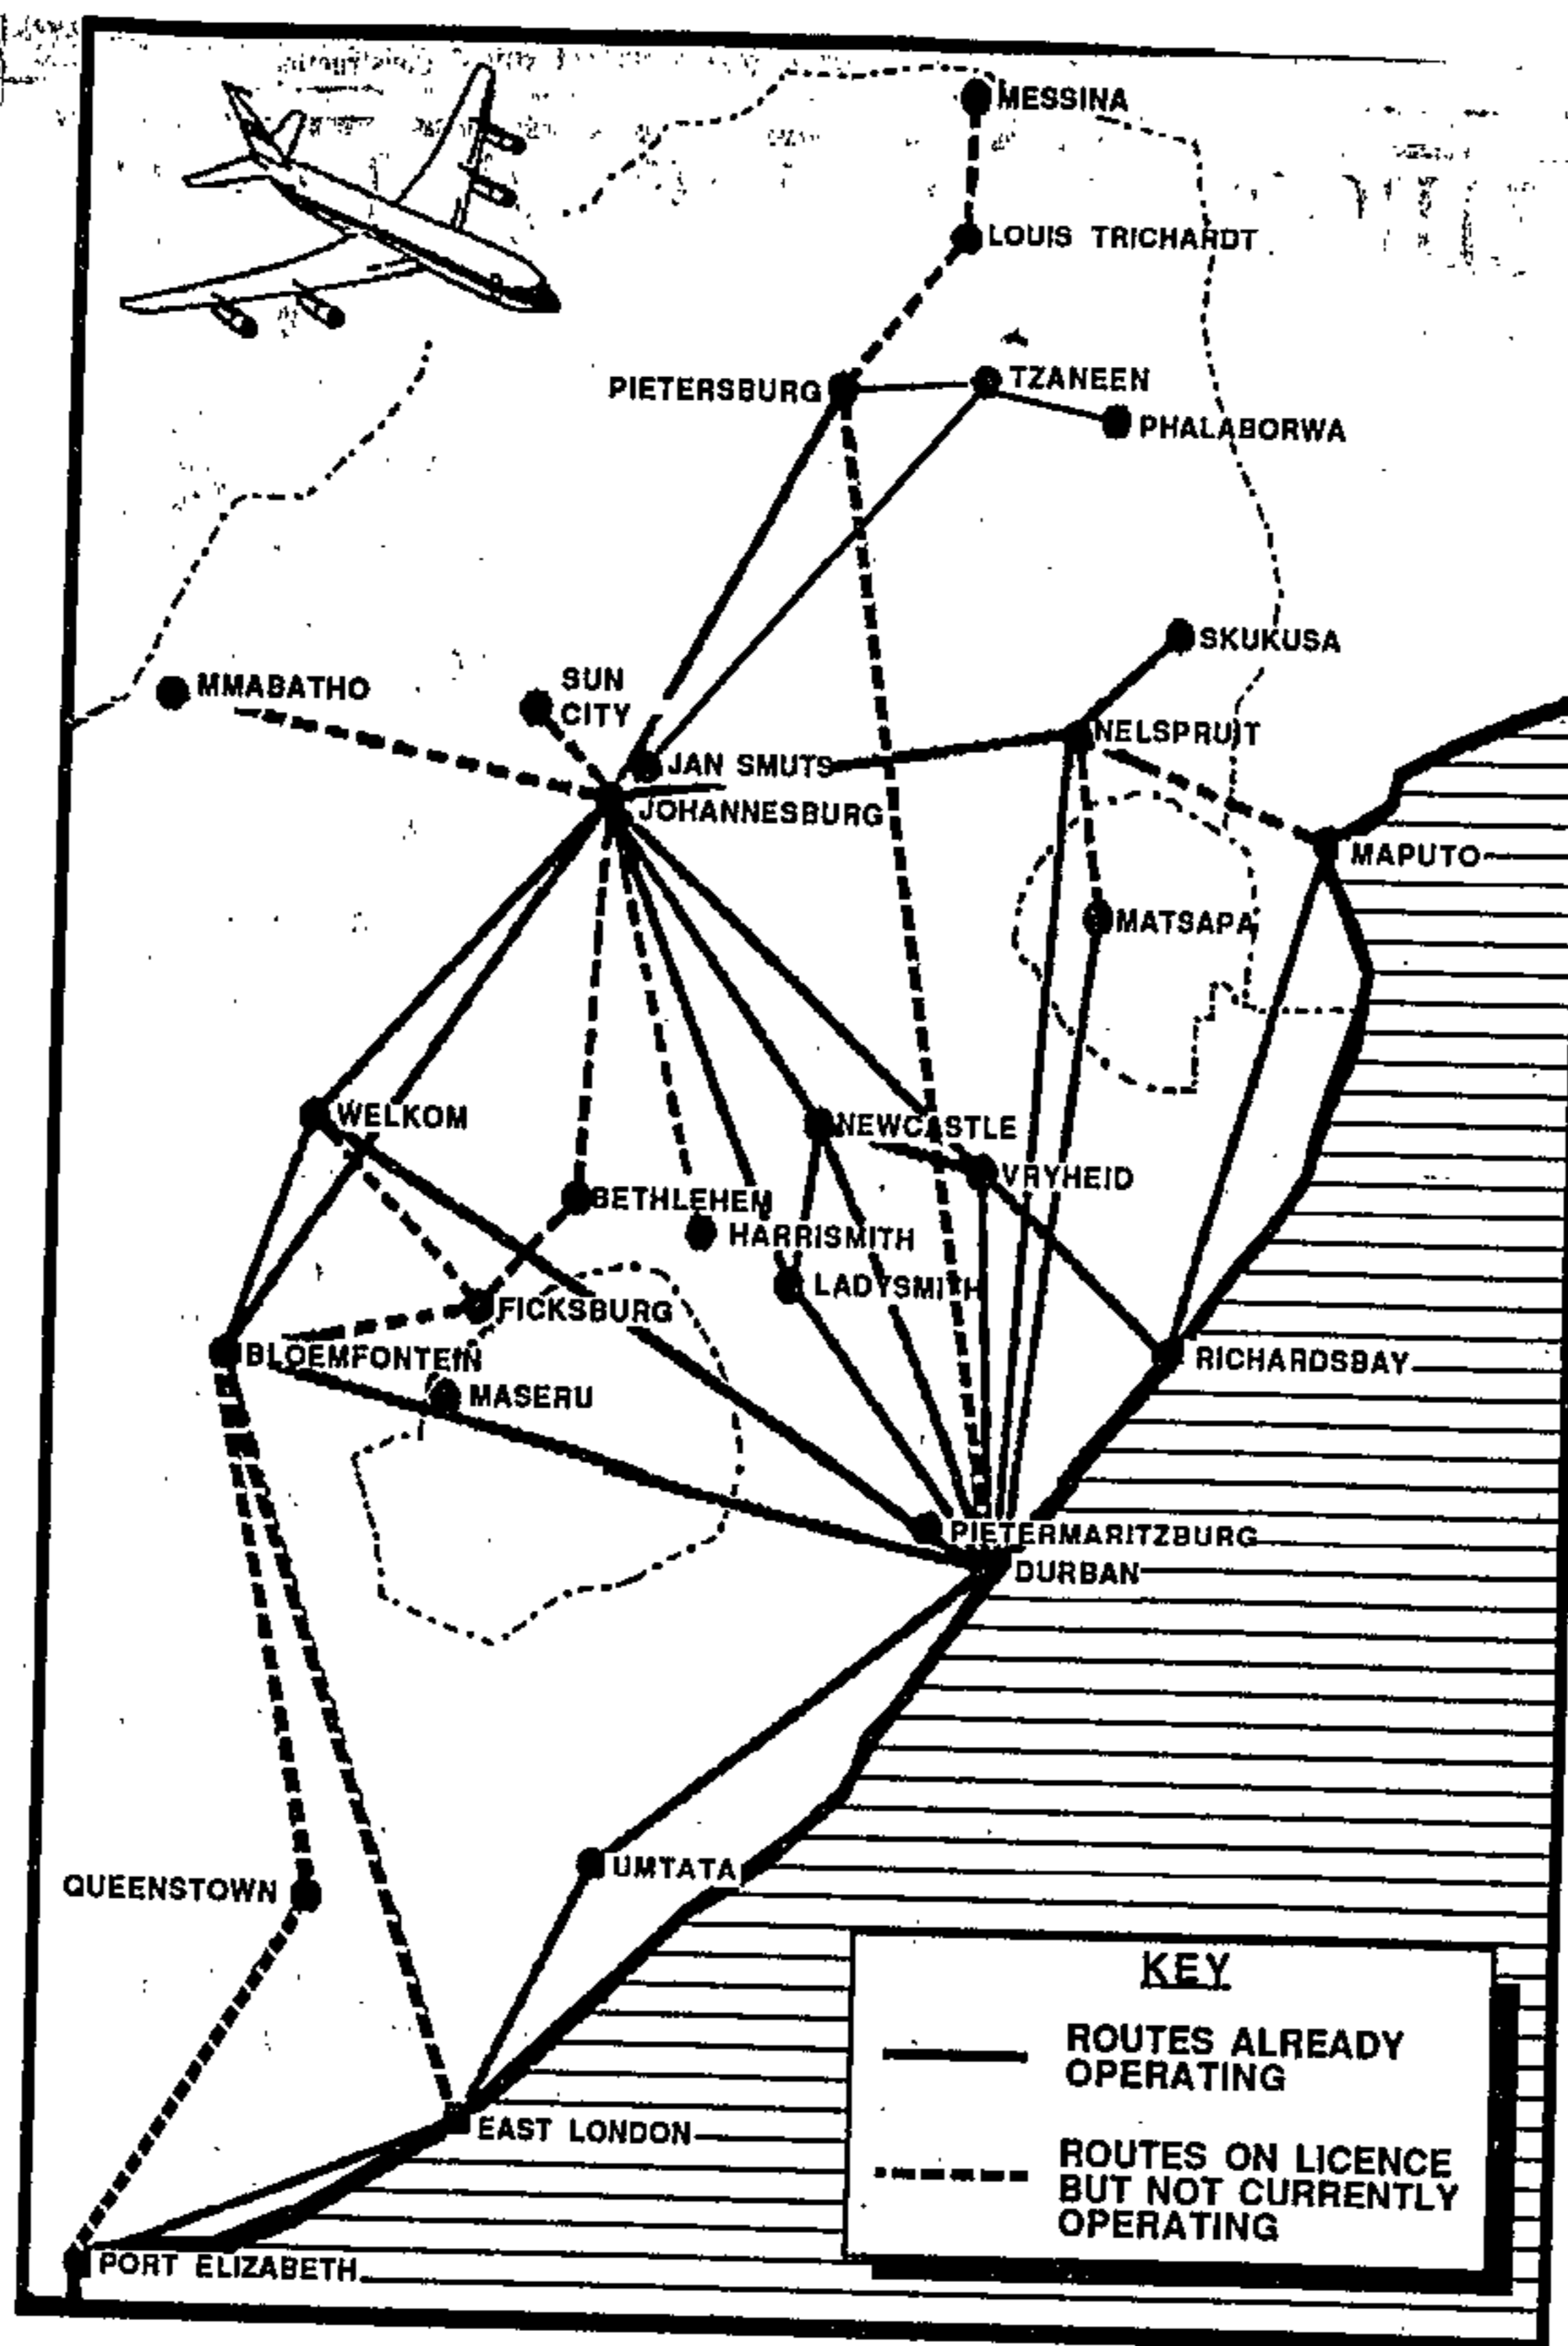 MESSINA
LOUIS TRICHARDT
PIETERSBURG
TZANEEN
PHALABORWA
SKUKUSA
MMABATHO
SUN
CITY
NELSPRUIT
JAN SMUTS
JOHANNESBURG
MAPUTO
MATSAPA
WELKOM
NEWCASTLE
VRYHEID
BETHLEHEM
HARRISMITH
LADYSMITH
FICKSBURG
BLOEMFONTEIN
RICHARDSBAY
MASERU
PIETERMARITZBURG
DURBAN
UMTATA
QUEENSTOWN
EAST LONDON
PORT ELIZABETH
KEY
ROUTES ALREADY
OPERATING
ROUTES ON LICENCE
BUT NOT CURRENTLY
OPERATING